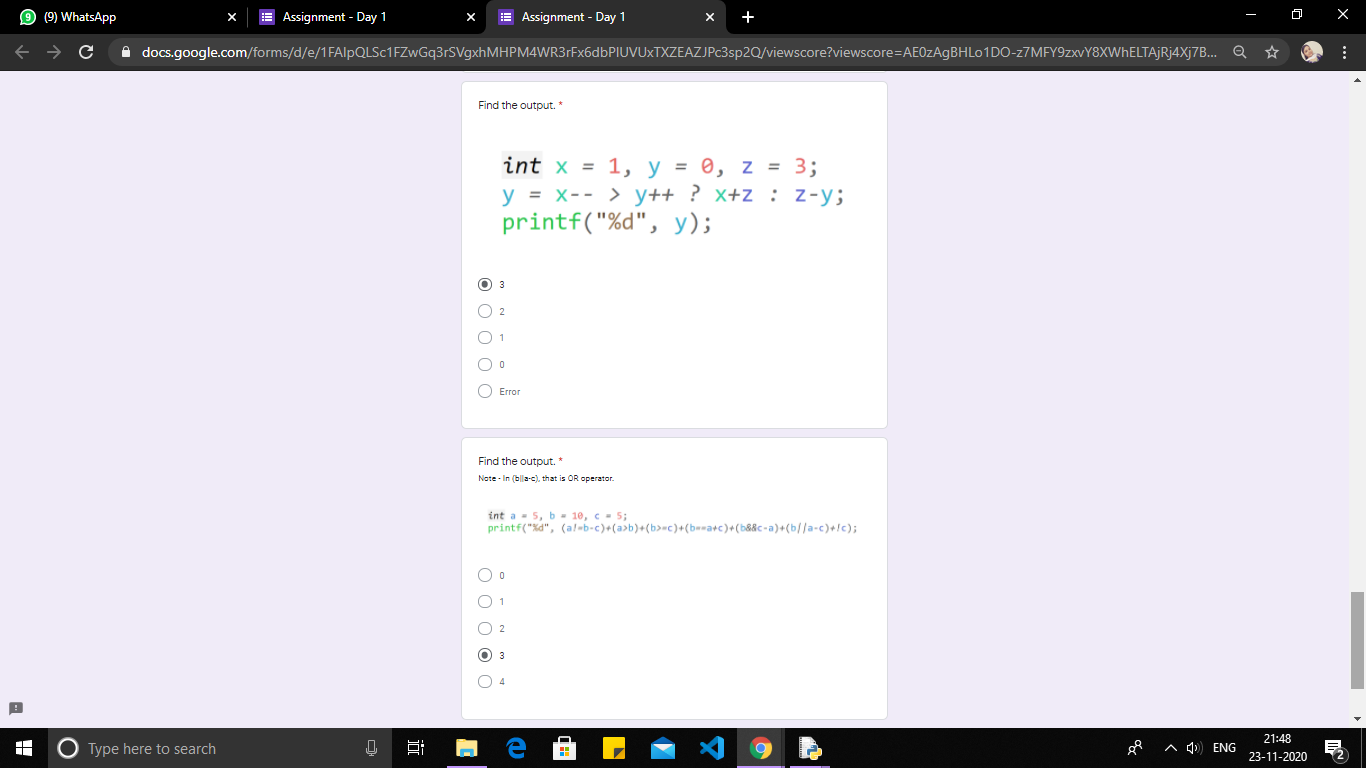 (9) WhatsApp
Assignment - Day 1
Assignment - Day 1
docs.google.com/forms/d/e/1FAIpQLSc1FZwGq3rSVgxhMHPM4WR3rFx6dbPIUVUxTXZEAZJPc3sp2Q/viewscore?viewscore=AE0zAgBHLo1DO-z7MFY9zxvY8XWhELTAjRj4Xj7B...
Find the output. *
int x = 1, y = 0, z = 3;
y = x-- > y++ ? x+z : z-y;
printf("%d", y);
3
2
1
0
Error
Find the output. *
Note - In (b||a-c), that is OR operator.
int a = 5, b = 10, c = 5;
printf("%d", (a!=b-c)+(a>b)+(b>=c)+(b==a+c)+(b&&c-a)+(b||a-c)+!c);
0
1
2
3
4
Type here to search
ENG
21:48
23-11-2020
2